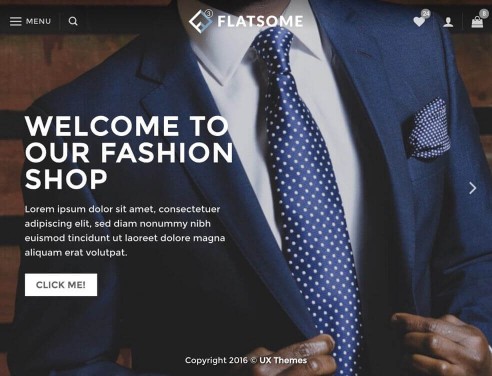 MENU
3
FLATSOME
24
6
WELCOME TO
OUR FASHION
SHOP
Lorem ipsum dolor sit amet, consectetuer
adipiscing elit, sed diam nonummy nibh
euismod tincidunt ut laoreet dolore magna
aliquam erat volutpat.
CLICK ME!
Copyright 2016 © UX Themes